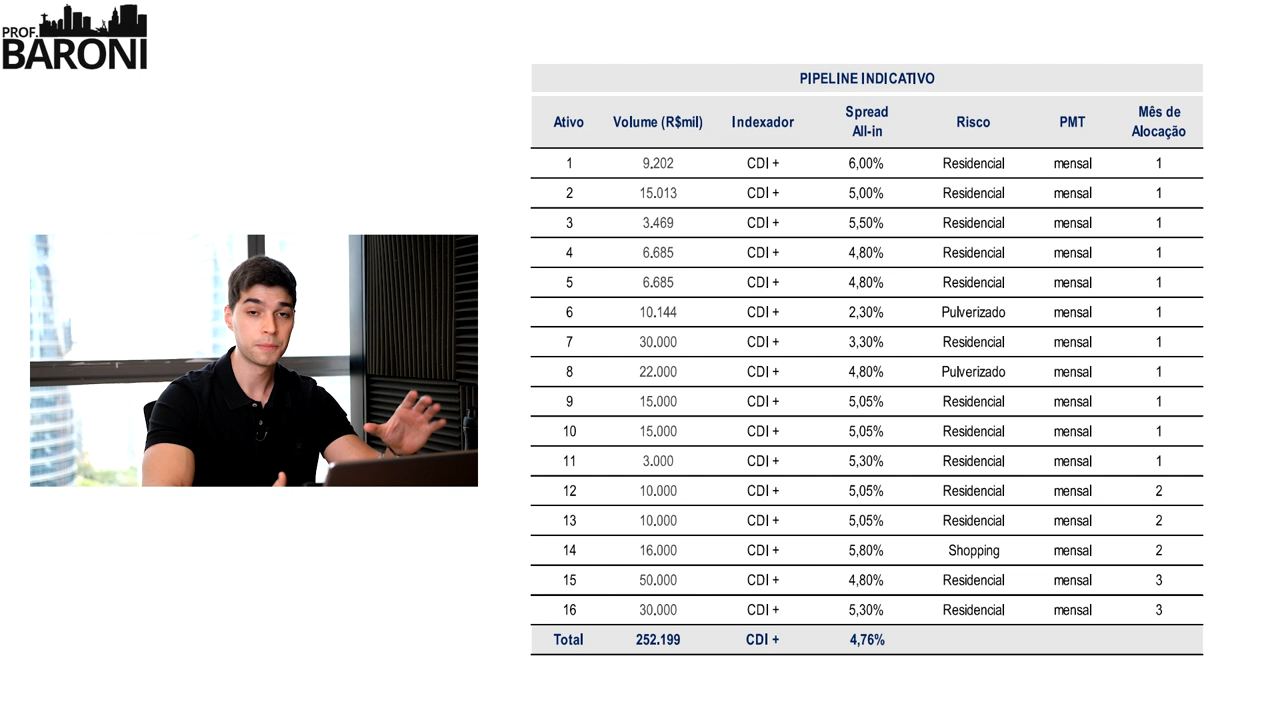 PROF.
BARONI
PIPELINE INDICATIVO
Ativo Volume (R$mil) Indexador Spread All-in Risco PMT Mês de Alocação
1 9.202 CDI + 6,00% Residencial mensal 1
2 15.013 CDI + 5,00% Residencial mensal 1
3 3.469 CDI + 5,50% Residencial mensal 1
4 6.685 CDI + 4,80% Residencial mensal 1
5 6.685 CDI + 4,80% Residencial mensal 1
6 10.144 CDI + 2,30% Pulverizado mensal 1
7 30.000 CDI + 3,30% Residencial mensal 1
8 22.000 CDI + 4,80% Pulverizado mensal 1
9 15.000 CDI + 5,05% Residencial mensal 1
10 15.000 CDI + 5,05% Residencial mensal 1
11 3.000 CDI + 5,30% Residencial mensal 1
12 10.000 CDI + 5,05% Residencial mensal 2
13 10.000 CDI + 5,05% Residencial mensal 2
14 16.000 CDI + 5,80% Shopping mensal 2
15 50.000 CDI + 4,80% Residencial mensal 3
16 30.000 CDI + 5,30% Residencial mensal 3
Total 252.199 CDI + 4,76%